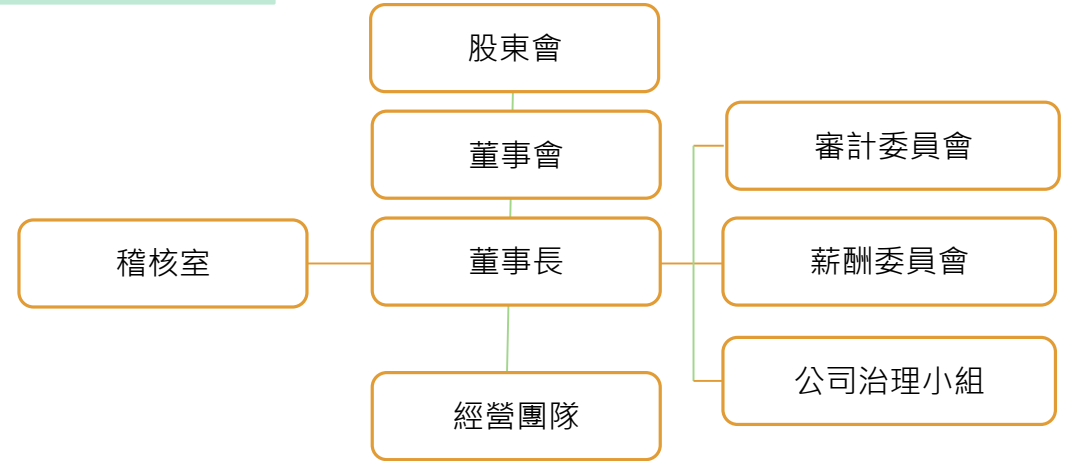 股東會
董事會
審計委員會
稽核室
董事長
薪酬委員會
公司治理小組
經營團隊